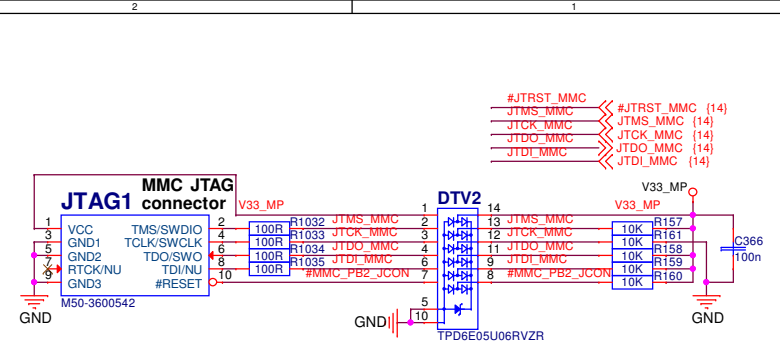 2
1
#JTRST_MMC
JTMS_MMC
JTCK_MMC
JTDO_MMC
JTDI_MMC
#JTRST_MMC {14}
JTMS_MMC {14}
JTCK_MMC {14}
JTDO_MMC {14}
JTDI_MMC {14}
JTAG1
MMC JTAG
connector
1 VCC TMS/SWDIO 2
3 GND1 TCLK/SWCLK 4
5 GND2 TDO/SWO 6
7 RTCK/NU TDI/NU 8
9 GND3 #RESET 10
M50-3600542
GND
V33_MP
100R R1032 JTMS_MMC
100R R1033 JTCK_MMC
100R R1034 JTDO_MMC
100R R1035 JTDI_MMC
#MMC_PB2_JCON
DTV2
1 14
2 13
3 12
4 11
6 9
7 8
5
10
GND
TPD6E05U06RVZR
V33_MP
V33_MP
JTMS_MMC 10K R157
JTCK_MMC 10K R161
JTDO_MMC 10K R158
JTDI_MMC 10K R159
#MMC_PB2_JCON 10K R160
C366
100n
GND